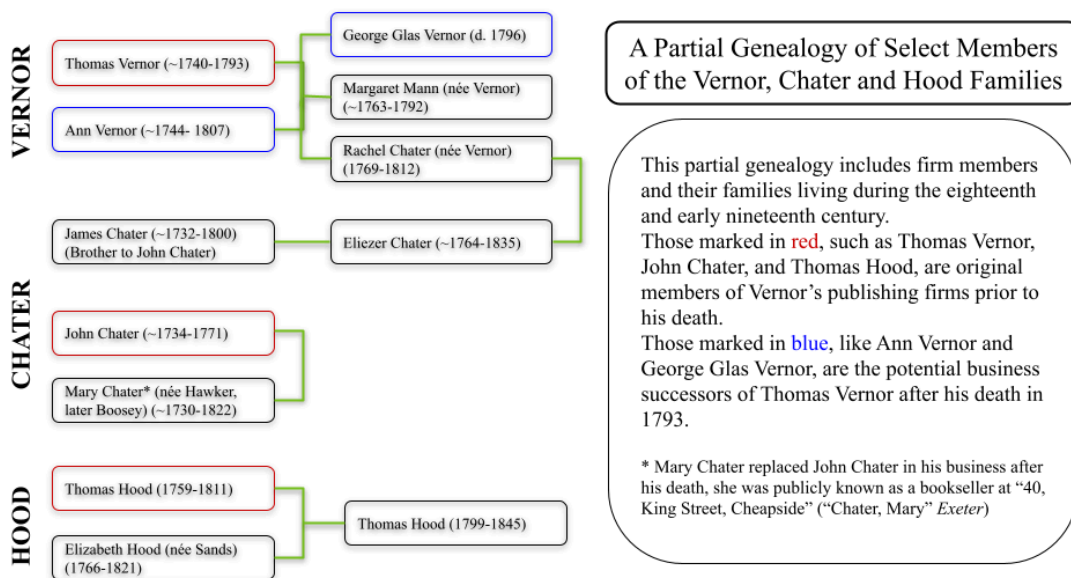 VERNOR
Thomas Vernor (~1740-1793)
Ann Vernor (~1744- 1807)
George Glas Vernor (d. 1796)
Margaret Mann (née Vernor)
(~1763-1792)
Rachel Chater (née Vernor)
(1769-1812)
CHATER
James Chater (~1732-1800)
(Brother to John Chater)
Eliezer Chater (~1764-1835)
John Chater (~1734-1771)
Mary Chater* (née Hawker,
later Boosey) (~1730-1822)
HOOD
Thomas Hood (1759-1811)
Elizabeth Hood (née Sands)
(1766-1821)
Thomas Hood (1799-1845)
A Partial Genealogy of Select Members
of the Vernor, Chater and Hood Families
This partial genealogy includes firm members
and their families living during the eighteenth
and early nineteenth century.
Those marked in red, such as Thomas Vernor,
John Chater, and Thomas Hood, are original
members of Vernor’s publishing firms prior to
his death.
Those marked in blue, like Ann Vernor and
George Glas Vernor, are the potential business
successors of Thomas Vernor after his death in
1793.
* Mary Chater replaced John Chater in his business after
his death, she was publicly known as a bookseller at “40,
King Street, Cheapside” (“Chater, Mary” Exeter)